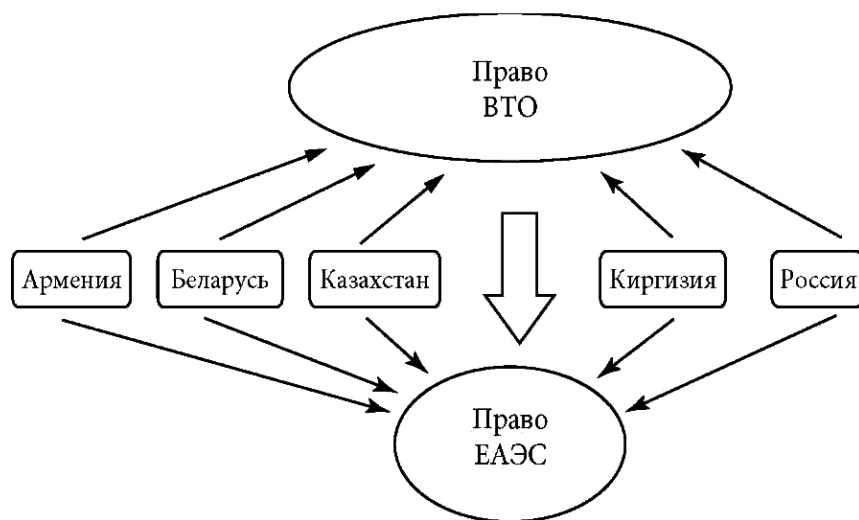 Право
ВТО
Армения
Беларусь
Казахстан
Киргизия
Россия
Право
ЕАЭС